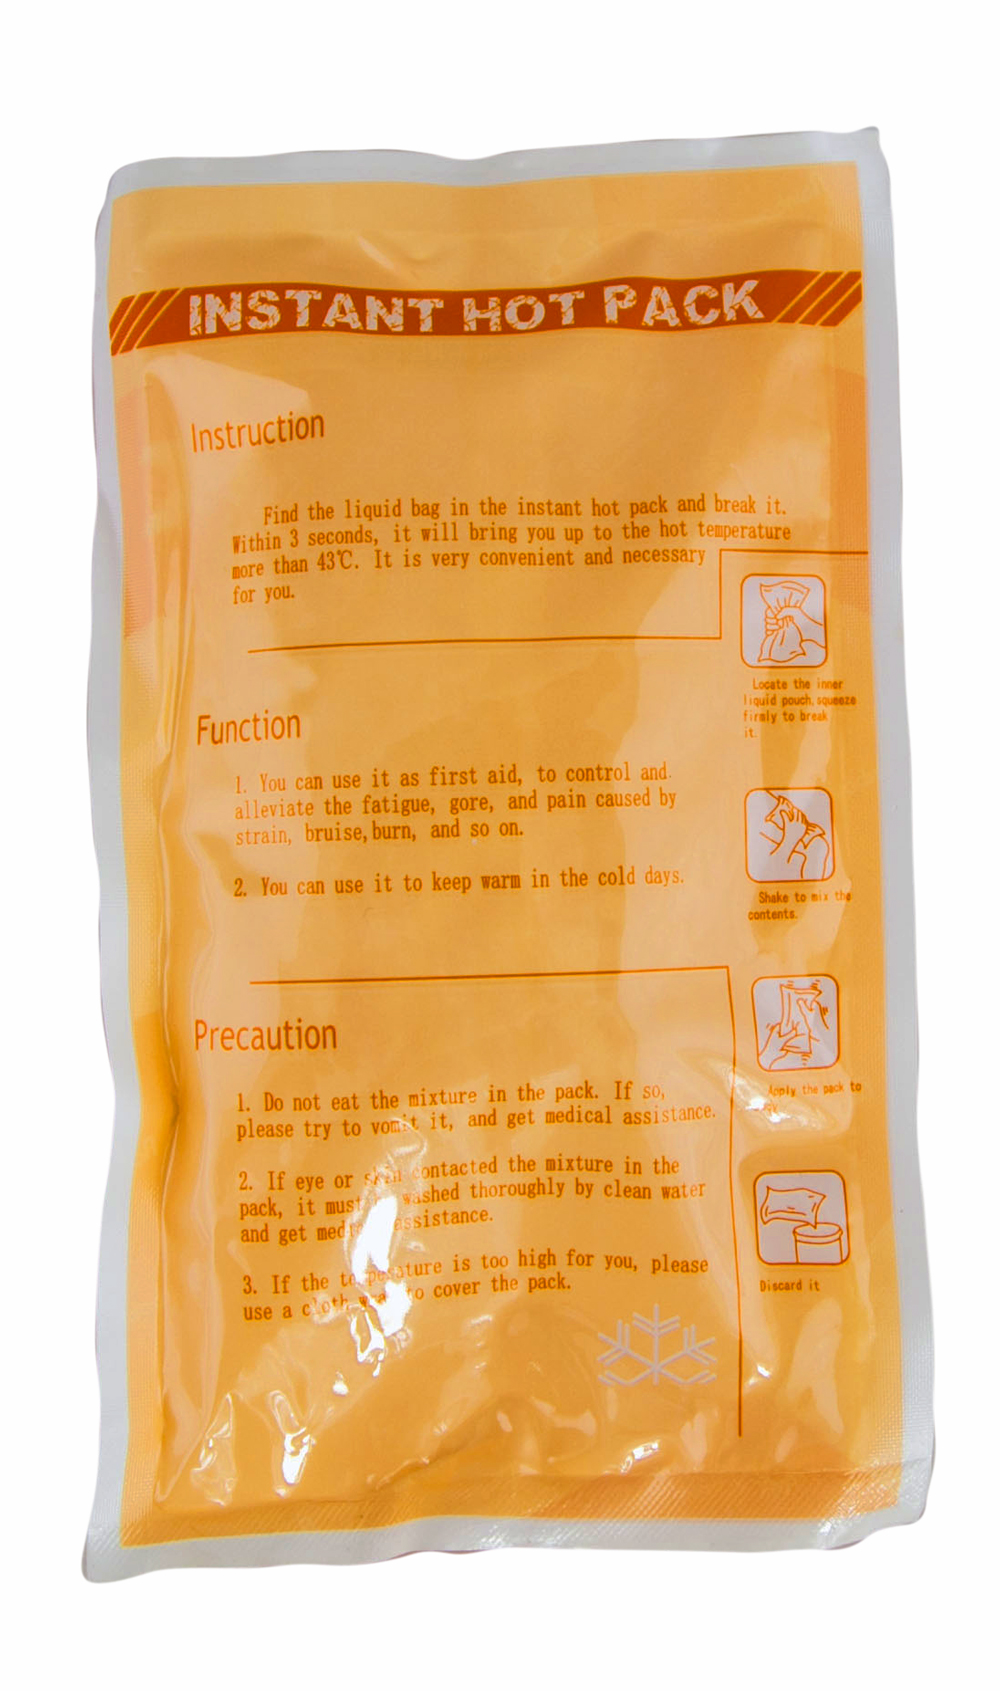 INSTANT HOT PACK
Instruction
Find the liquid bag in the instant hot pack and break it.
Within 3 seconds, it will bring you up to the hot temperature
more than 43℃. It is very convenient and necessary
for you.
Locate the inner
liquid pouch, squeeze
firmly to break
it.
Function
1. You can use it as first aid, to control and.
alleviate the fatigue, gore, and pain caused by
strain, bruise, burn, and so on.
2. You can use it to keep warm in the cold days.
Shake to mix the
contents.
Precaution
1. Do not eat the mixture in the pack. If so,
please try to vomit it, and get medical assistance.
2. If eye or skin contacted the mixture in the
pack, it must washed thoroughly by clean water
and get medical assistance.
3. If the temperature is too high for you, please
use a cloth to cover the pack.
Apply the pack to
Discard it